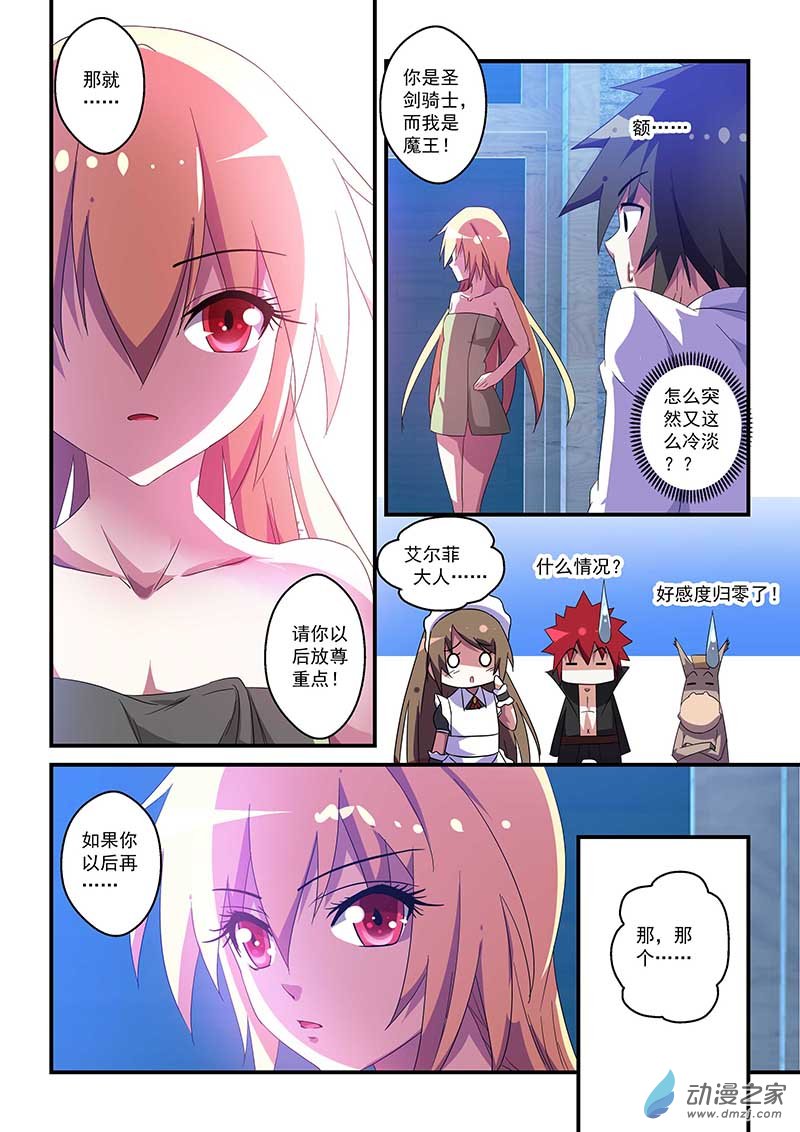 那就
……
请你以
后放尊
重点！
你是圣
剑骑士，
而我是
魔王！
额……
怎么突
然又这
么冷淡
？？
艾尔菲
大人……
什么情况？
好感度归零了！
如果你
以后再
……
那，那
个……
动漫之家
www.dmzj.com